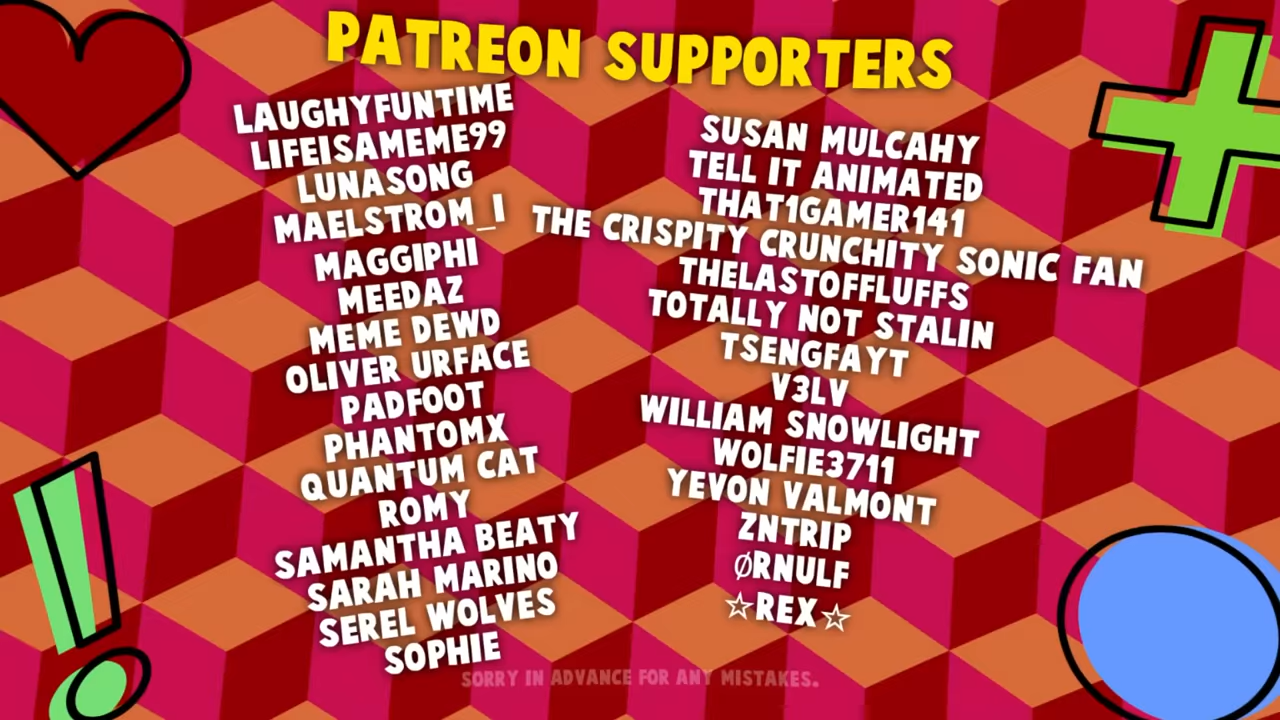 PATREON SUPPORTERS
LAUGHYFUNTIME
LIFEISAMEME99
LUNASONG
MAELSTROM_I
MAGGIPHI
MEEDAZ
MEME DEWD
OLIVER URFACE
PADFOOT
PHANTOMX
QUANTUM CAT
ROMY
SAMANTHA BEATY
SARAH MARINO
SEREL WOLVES
SOPHIE
SUSAN MULCAHY
TELL IT ANIMATED
THAT1GAMER141
THE CRISPITY CRUNCHITY SONIC FAN
THELASTOFFLUFFS
TOTALLY NOT STALIN
TSENGFAYT
V3LV
WILLIAM SNOWLIGHT
WOLFIE3711
YEVON VALMONT
ZNTRIP
ØRNULF
☆REX☆
SORRY IN ADVANCE FOR ANY MISTAKES.